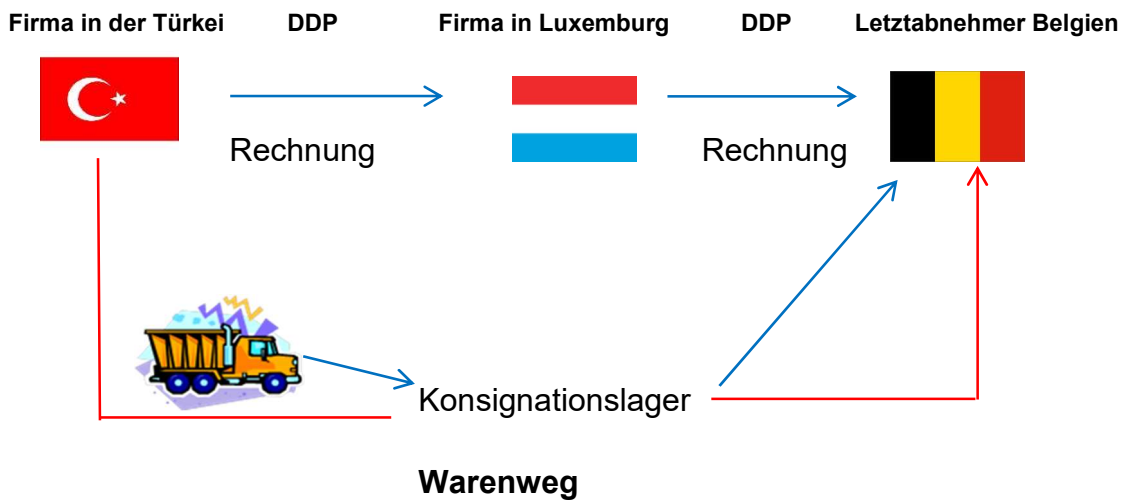 Firma in der Türkei DDP Firma in Luxemburg DDP Letztabnehmer Belgien
Rechnung Rechnung
Konsignationslager
Warenweg